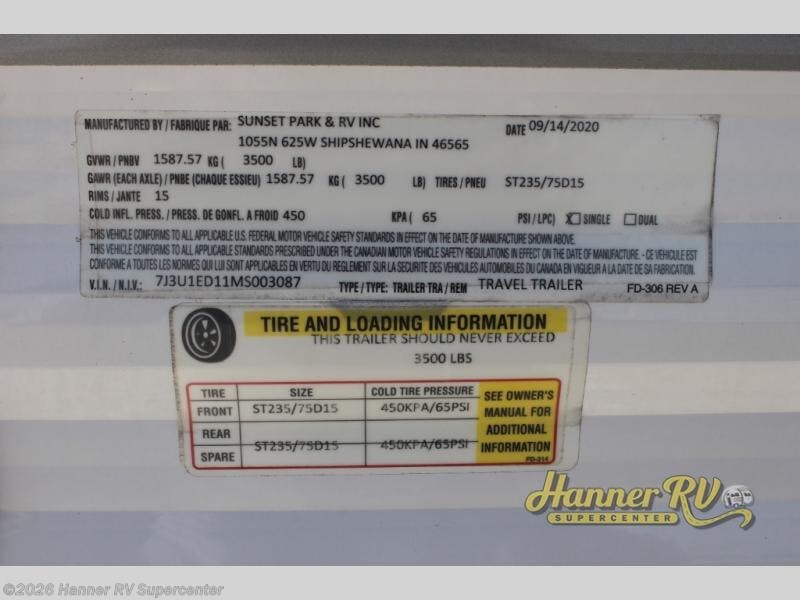 MANUFACTURED BY / FABRIQUE PAR: SUNSET PARK & RV INC DATE 09/14/2020
1055N 625W SHIPSHEWANA IN 46565
GVWR / PNBV 1587.57 KG ( 3500 LB)
GAWR (EACH AXLE) / PNBE (CHAQUE ESSIEU) 1587.57 KG ( 3500 LB) TIRES / PNEU ST235/75D15
RIMS / JANTE 15
COLD INFL. PRESS. / PRESS. DE GONFL. A FROID 450 KPA ( 65 PSI / LPC) X SINGLE DUAL
THIS VEHICLE CONFORMS TO ALL APPLICABLE U.S. FEDERAL MOTOR VEHICLE SAFETY STANDARDS IN EFFECT ON THE DATE OF MANUFACTURE SHOWN ABOVE.
THIS VEHICLE CONFORMS TO ALL APPLICABLE STANDARDS PRESCRIBED UNDER THE CANADIAN MOTOR VEHICLE SAFETY REGULATIONS IN EFFECT ON THE DATE OF MANUFACTURE. - CE VEHICULE EST
CONFORME A TOUTES LES NORMES QUI LUI SONT APPLICABLES EN VERTU DU REGLEMENT SUR LA SECURITE DES VEHICULES AUTOMOBILES DU CANADA EN VIGUEUR A LA DATE DE SA FABRICATION.
V.I.N. / N.I.V.: 7J3U1ED11MS003087 TYPE / TYPE: TRAILER TRA / REM TRAVEL TRAILER FD-306 REV A
TIRE AND LOADING INFORMATION
THIS TRAILER SHOULD NEVER EXCEED
3500 LBS
TIRE SIZE COLD TIRE PRESSURE
FRONT ST235/75D15 450KPA/65PSI
REAR
ST235/75D15 450KPA/65PSI
SPARE
SEE OWNER'S
MANUAL FOR
ADDITIONAL
INFORMATION
FD-314
Hanner RV
SUPERCENTER
©2026 Hanner RV Supercenter